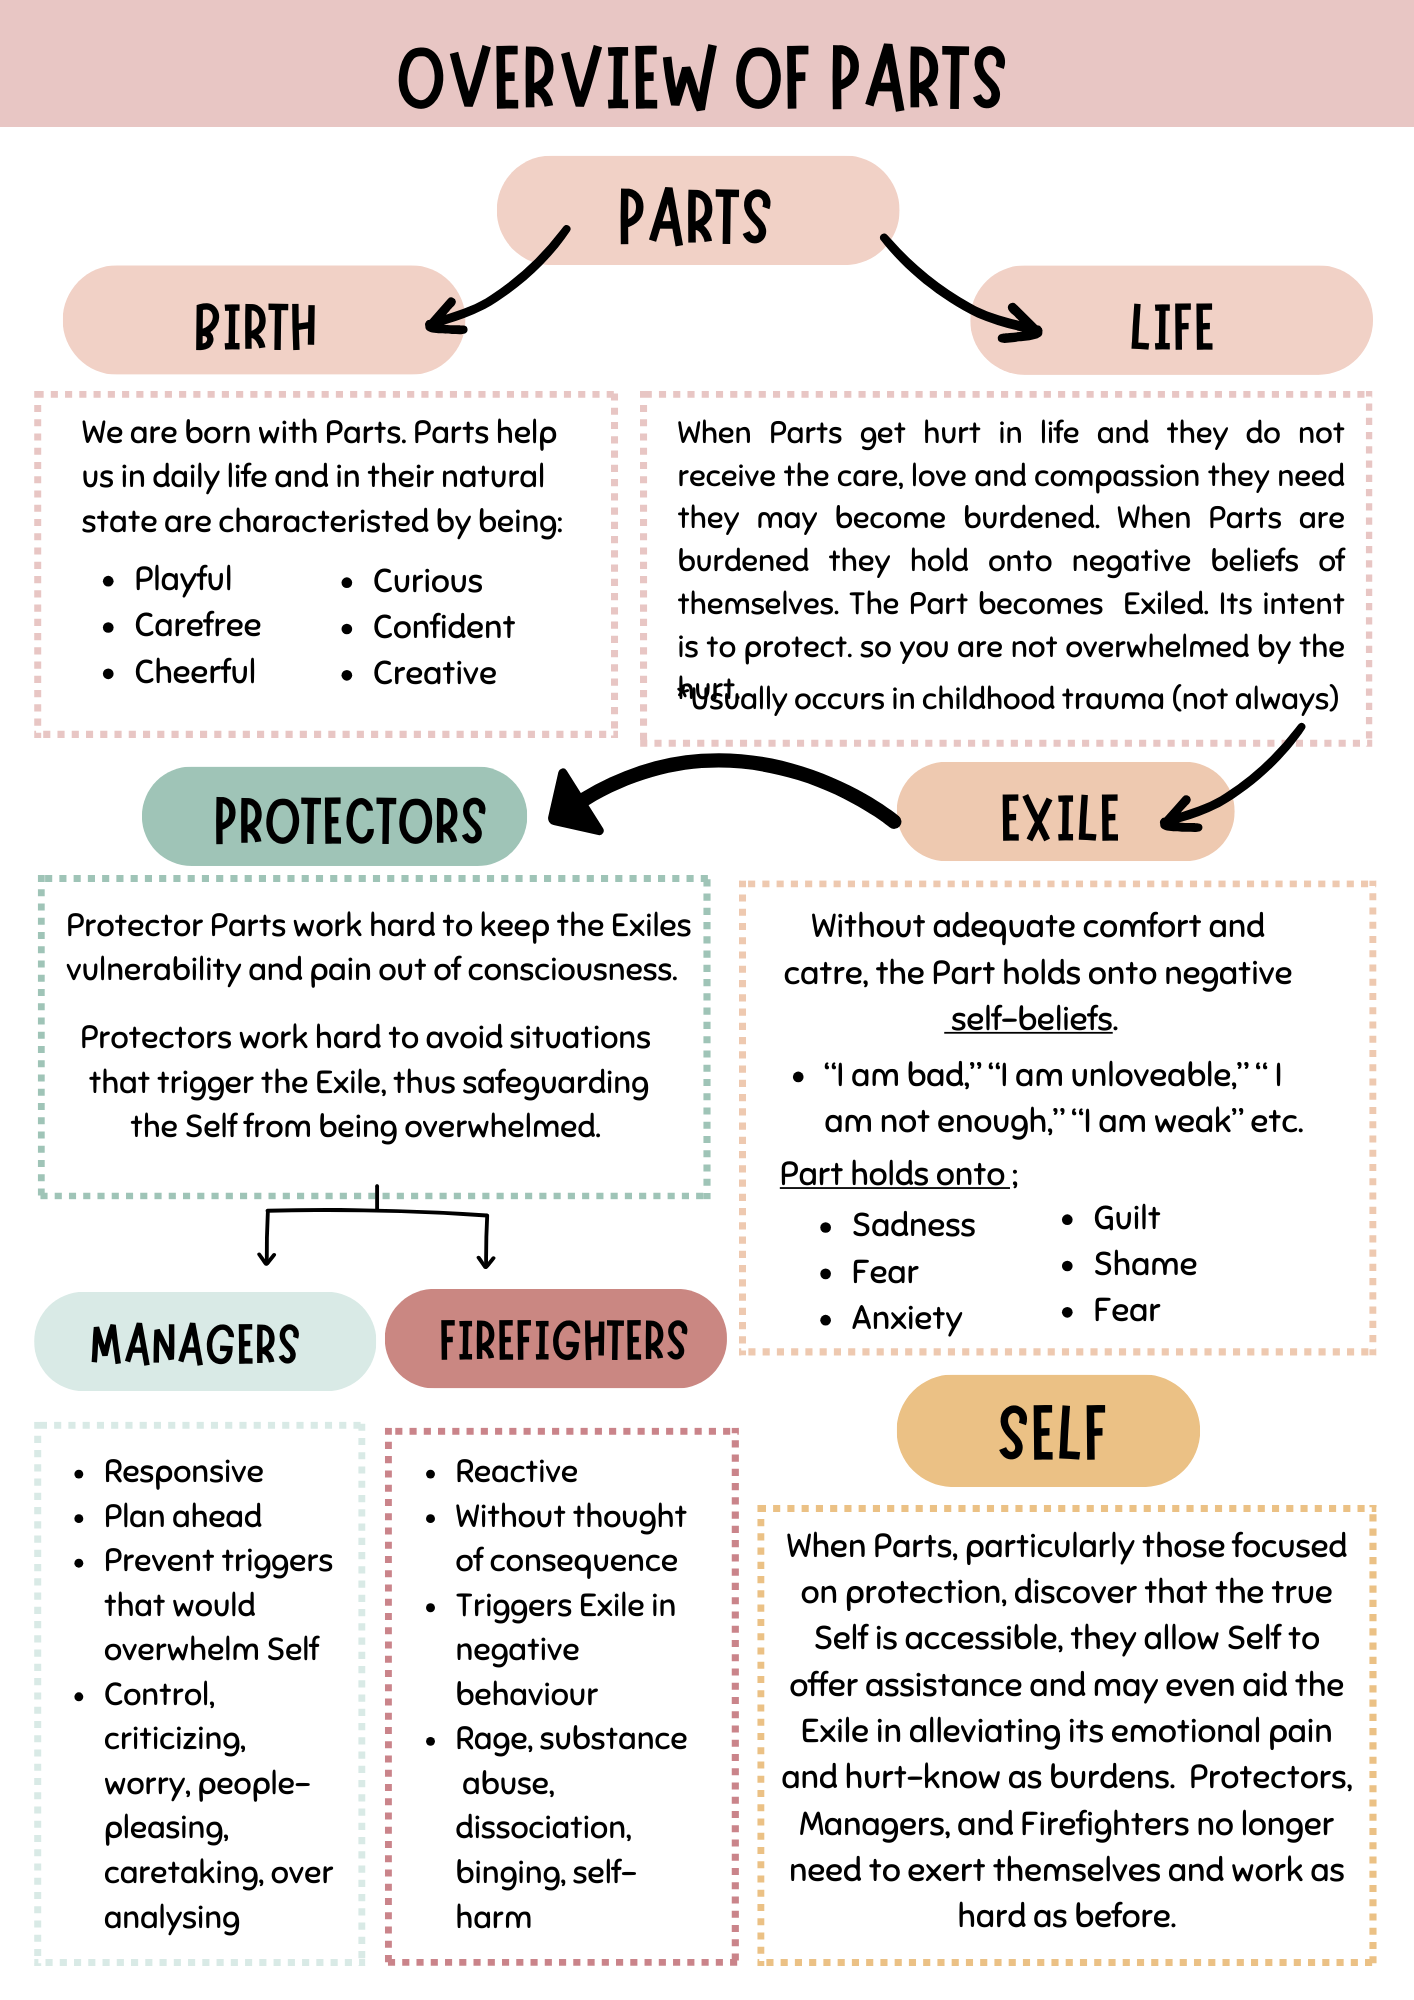 OVERVIEW OF PARTS
PARTS
BIRTH
LIFE
We are born with Parts. Parts help
us in daily life and in their natural
state are characteristed by being:
• Playful
• Carefree
• Cheerful
• Curious
• Confident
• Creative
When Parts get hurt in life and they do not
receive the care, love and compassion they need
they may become burdened. When Parts are
burdened they hold onto negative beliefs of
themselves. The Part becomes Exiled. Its intent
is to protect. so you are not overwhelmed by the
hurt.
*Usually occurs in childhood trauma (not always)
PROTECTORS
EXILE
Protector Parts work hard to keep the Exiles
vulnerability and pain out of consciousness.
Protectors work hard to avoid situations
that trigger the Exile, thus safeguarding
the Self from being overwhelmed.
Without adequate comfort and
catre, the Part holds onto negative
self-beliefs.
• “I am bad,” “I am unloveable,” “ I
am not enough,” “I am weak” etc.
Part holds onto ;
• Sadness
• Fear
• Anxiety
• Guilt
• Shame
• Fear
MANAGERS
FIREFIGHTERS
• Responsive
• Plan ahead
• Prevent triggers
that would
overwhelm Self
• Control,
criticizing,
worry, people-
pleasing,
caretaking, over
analysing
• Reactive
• Without thought
of consequence
• Triggers Exile in
negative
behaviour
• Rage, substance
abuse,
dissociation,
binging, self-
harm
SELF
When Parts, particularly those focused
on protection, discover that the true
Self is accessible, they allow Self to
offer assistance and may even aid the
Exile in alleviating its emotional pain
and hurt-know as burdens. Protectors,
Managers, and Firefighters no longer
need to exert themselves and work as
hard as before.